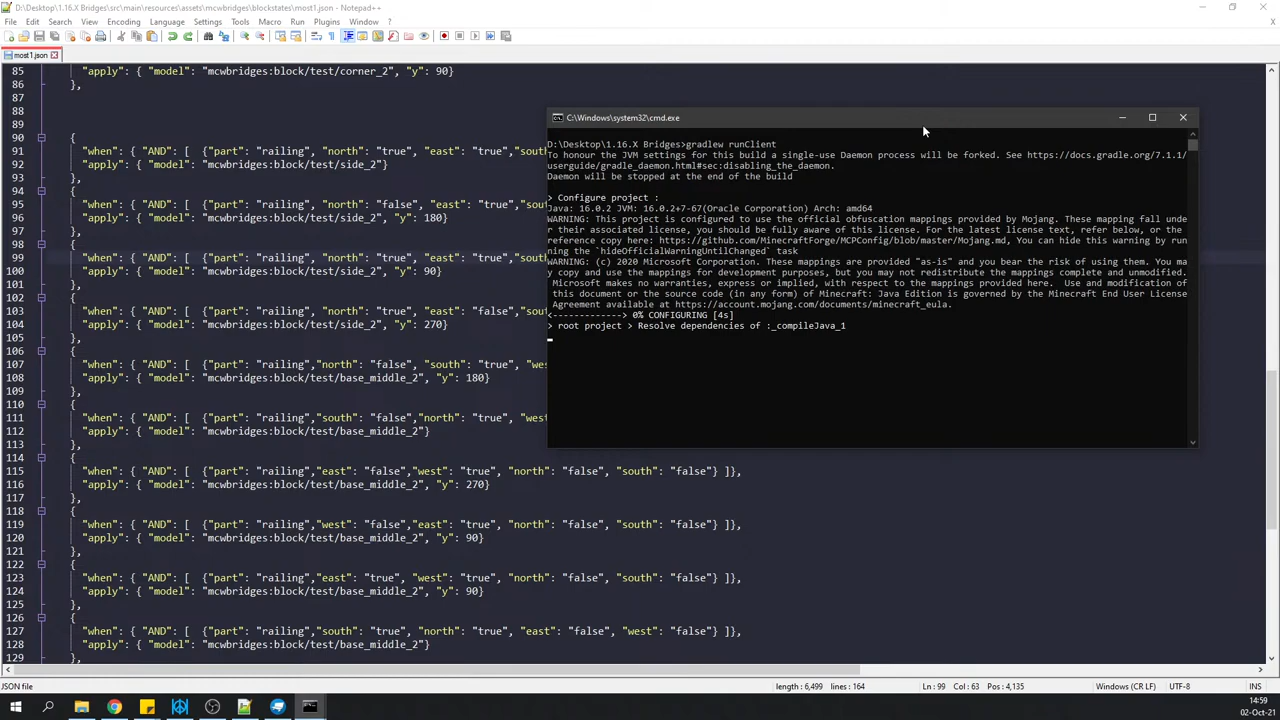 D:\Desktop\1.16.X Bridges\src\main\resources\assets\mcwbridges\blockstates\most1.json - Notepad++
File Edit Search View Encoding Language Settings Tools Macro Run Plugins Window ?
most1.json
85 "apply": { "model": "mcwbridges:block/test/corner_2", "y": 90}
86 },
87
88
89
90 {
91 "when": { "AND": [ {"part": "railing","north": "true", "east": "true","sout
92 "apply": { "model": "mcwbridges:block/test/side_2"}
93 },
94 {
95 "when": { "AND": [ {"part": "railing","north": "false", "east": "true","sou
96 "apply": { "model": "mcwbridges:block/test/side_2", "y": 180}
97 },
98 {
99 "when": { "AND": [ {"part": "railing","north": "true", "east": "true","sout
100 "apply": { "model": "mcwbridges:block/test/side_2", "y": 90}
101 },
102 {
103 "when": { "AND": [ {"part": "railing","north": "true", "east": "false","sou
104 "apply": { "model": "mcwbridges:block/test/side_2", "y": 270}
105 },
106 {
107 "when": { "AND": [ {"part": "railing","north": "false", "south": "true","wes
108 "apply": { "model": "mcwbridges:block/test/base_middle_2", "y": 180}
109 },
110 {
111 "when": { "AND": [ {"part": "railing","south": "false","north": "true", "wes
112 "apply": { "model": "mcwbridges:block/test/base_middle_2"}
113 },
114 {
115 "when": { "AND": [ {"part": "railing","east": "false","west": "true", "north": "false", "south": "false"} ]},
116 "apply": { "model": "mcwbridges:block/test/base_middle_2", "y": 270}
117 },
118 {
119 "when": { "AND": [ {"part": "railing","west": "false","east": "true", "north": "false", "south": "false"} ]},
120 "apply": { "model": "mcwbridges:block/test/base_middle_2", "y": 90}
121 },
122 {
123 "when": { "AND": [ {"part": "railing","east": "true", "west": "true", "north": "false", "south": "false"} ]},
124 "apply": { "model": "mcwbridges:block/test/base_middle_2", "y": 90}
125 },
126 {
127 "when": { "AND": [ {"part": "railing","south": "true", "north": "true", "east": "false", "west": "false"} ]},
128 "apply": { "model": "mcwbridges:block/test/base_middle_2"}
129 },
C:\Windows\system32\cmd.exe
D:\Desktop\1.16.X Bridges>gradlew runClient
To honour the JVM settings for this build a single-use Daemon process will be forked. See https://docs.gradle.org/7.1.1/
userguide/gradle_daemon.html#sec:disabling_the_daemon.
Daemon will be stopped at the end of the build
> Configure project :
Java: 16.0.2 JVM: 16.0.2+7-67(Oracle Corporation) Arch: amd64
WARNING: This project is configured to use the official obfuscation mappings provided by Mojang. These mapping fall unde
r their associated license, you should be fully aware of this license. For the latest license text, refer below, or the
reference copy here: https://github.com/MinecraftForge/MCPConfig/blob/master/Mojang.md, You can hide this warning by run
ning the `hideOfficialWarningUntilChanged` task
WARNING: (c) 2020 Microsoft Corporation. These mappings are provided "as-is" and you bear the risk of using them. You ma
y copy and use the mappings for development purposes, but you may not redistribute the mappings complete and unmodified.
Microsoft makes no warranties, express or implied, with respect to the mappings provided here. Use and modification of
this document or the source code (in any form) of Minecraft: Java Edition is governed by the Minecraft End User License
Agreement available at https://account.mojang.com/documents/minecraft_eula.
<-------------> 0% CONFIGURING [4s]
> root project > Resolve dependencies of :_compileJava_1
JSON file length : 6,499 lines : 164 Ln : 99 Col : 63 Pos : 4,135 Windows (CR LF) UTF-8 INS
14:59
02-Oct-21